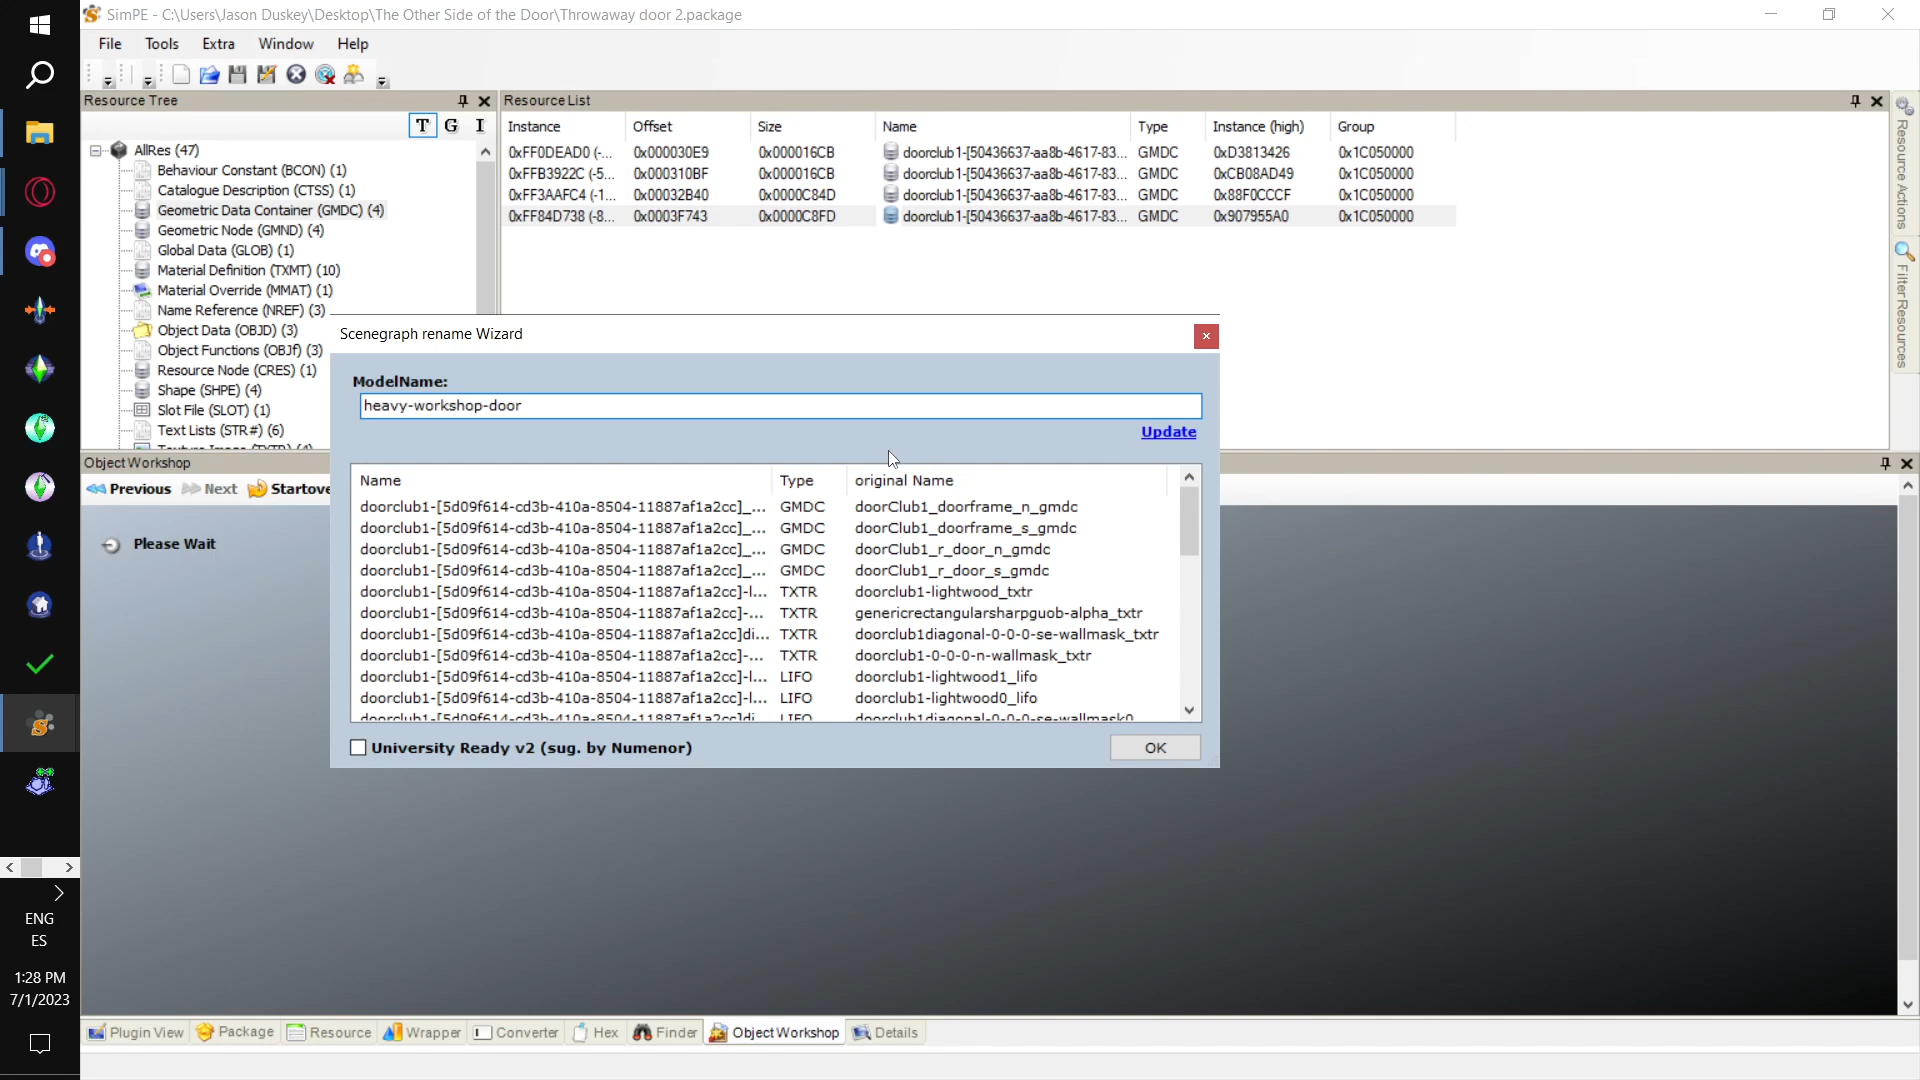 SimPE - C:\Users\Jason Duskey\Desktop\The Other Side of the Door\Throwaway door 2.package
File Tools Extra Window Help
Resource Tree
T G I
AllRes (47)
Behaviour Constant (BCON) (1)
Catalogue Description (CTSS) (1)
Geometric Data Container (GMDC) (4)
Geometric Node (GMND) (4)
Global Data (GLOB) (1)
Material Definition (TXMT) (10)
Material Override (MMAT) (1)
Name Reference (NREF) (3)
Object Data (OBJD) (3)
Object Functions (OBJf) (3)
Resource Node (CRES) (1)
Shape (SHPE) (4)
Slot File (SLOT) (1)
Text Lists (STR#) (6)
Resource List
Instance Offset Size Name Type Instance (high) Group
0xFF0DEAD0 (-... 0x000030E9 0x000016CB doorclub1-[50436637-aa8b-4617-83... GMDC 0xD3813426 0x1C050000
0xFFB3922C (-5... 0x000310BF 0x000016CB doorclub1-[50436637-aa8b-4617-83... GMDC 0xCB08AD49 0x1C050000
0xFF3AAFC4 (-1... 0x00032B40 0x0000C84D doorclub1-[50436637-aa8b-4617-83... GMDC 0x88F0CCCF 0x1C050000
0xFF84D738 (-8... 0x0003F743 0x0000C8FD doorclub1-[50436637-aa8b-4617-83... GMDC 0x907955A0 0x1C050000
Resource Actions
Filter Resources
Object Workshop
Previous Next Startove
Please Wait
Scenegraph rename Wizard
ModelName:
heavy-workshop-door
Update
Name Type original Name
doorclub1-[5d09f614-cd3b-410a-8504-11887af1a2cc]_... GMDC doorClub1_doorframe_n_gmdc
doorclub1-[5d09f614-cd3b-410a-8504-11887af1a2cc]_... GMDC doorClub1_doorframe_s_gmdc
doorclub1-[5d09f614-cd3b-410a-8504-11887af1a2cc]_... GMDC doorClub1_r_door_n_gmdc
doorclub1-[5d09f614-cd3b-410a-8504-11887af1a2cc]_... GMDC doorClub1_r_door_s_gmdc
doorclub1-[5d09f614-cd3b-410a-8504-11887af1a2cc]-l... TXTR doorclub1-lightwood_txtr
doorclub1-[5d09f614-cd3b-410a-8504-11887af1a2cc]-... TXTR genericrectangularsharpguob-alpha_txtr
doorclub1-[5d09f614-cd3b-410a-8504-11887af1a2cc]di... TXTR doorclub1diagonal-0-0-0-se-wallmask_txtr
doorclub1-[5d09f614-cd3b-410a-8504-11887af1a2cc]-... TXTR doorclub1-0-0-0-n-wallmask_txtr
doorclub1-[5d09f614-cd3b-410a-8504-11887af1a2cc]-l... LIFO doorclub1-lightwood1_lifo
doorclub1-[5d09f614-cd3b-410a-8504-11887af1a2cc]-l... LIFO doorclub1-lightwood0_lifo
doorclub1-[5d09f614-cd3b-410a-8504-11887af1a2cc]di... LIFO doorclub1diagonal-0-0-0-se-wallmask0
University Ready v2 (sug. by Numenor)
OK
ENG
ES
1:28 PM
7/1/2023
Plugin View Package Resource Wrapper Converter Hex Finder Object Workshop Details